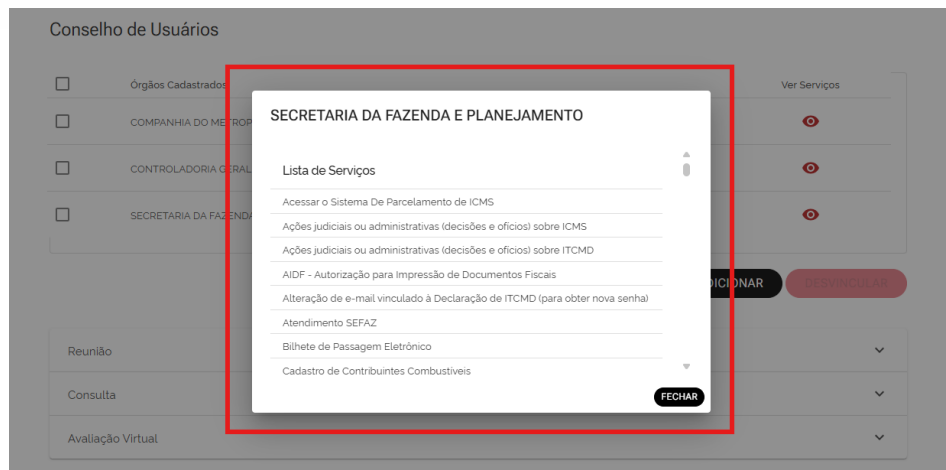 Conselho de Usuários
Órgãos Cadastrados
Ver Serviços
COMPANHIA DO METROP
CONTROLADORIA GERAL
SECRETARIA DA FAZENDA
SECRETARIA DA FAZENDA E PLANEJAMENTO
Lista de Serviços
Acessar o Sistema De Parcelamento de ICMS
Ações judiciais ou administrativas (decisões e ofícios) sobre ICMS
Ações judiciais ou administrativas (decisões e ofícios) sobre ITCMD
AIDF - Autorização para Impressão de Documentos Fiscais
Alteração de e-mail vinculado à Declaração de ITCMD (para obter nova senha)
Atendimento SEFAZ
Bilhete de Passagem Eletrônico
Cadastro de Contribuintes Combustíveis
FECHAR
DICIONAR
DESVINCULAR
Reunião
Consulta
Avaliação Virtual